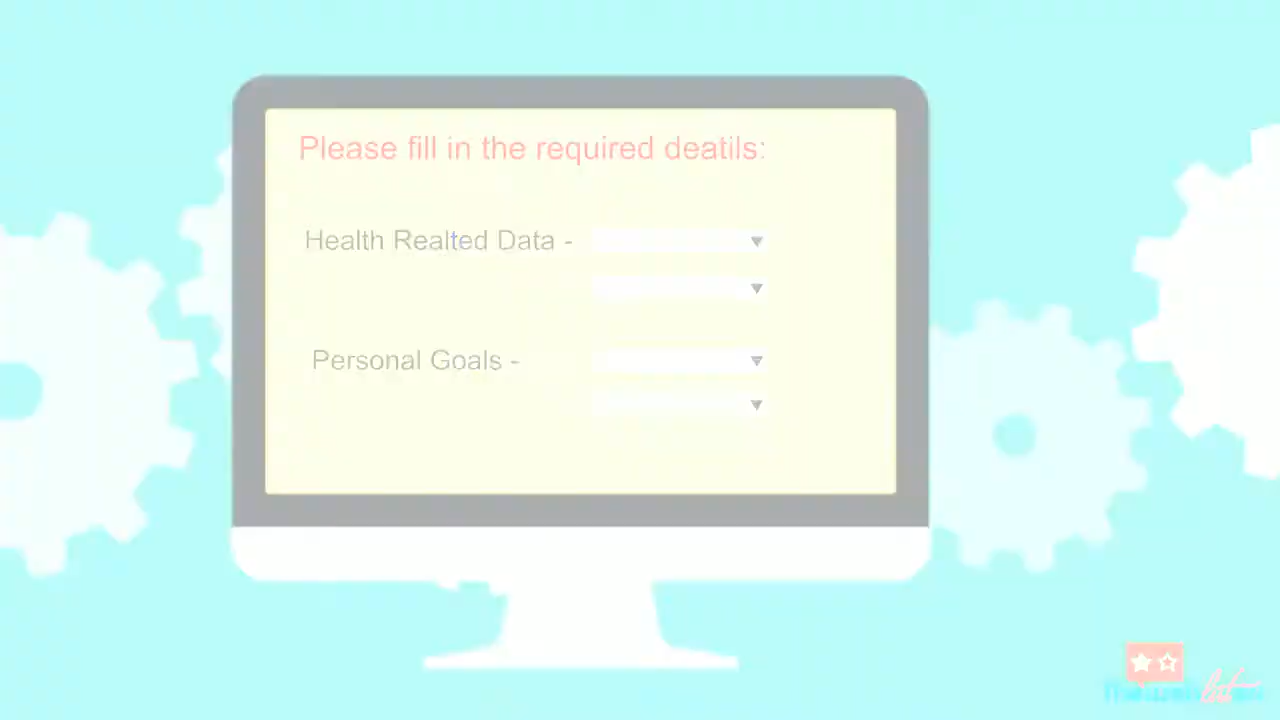 Please fill in the required deatils:
Health Realted Data -
Personal Goals -